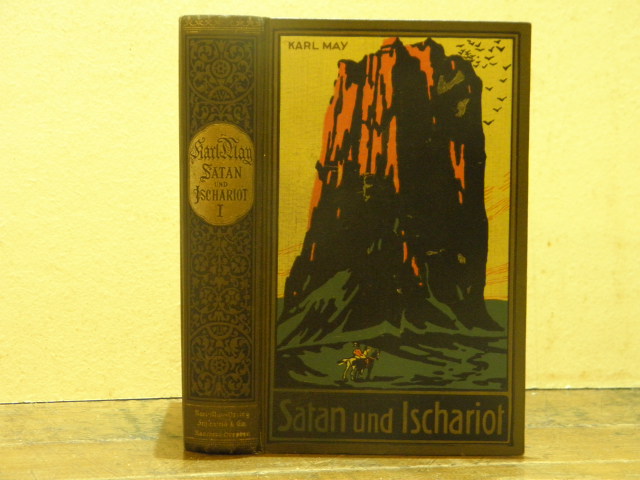 Karl May
SATAN
UND
ISCHARIOT
I
KARL MAY
Satan und Ischariot